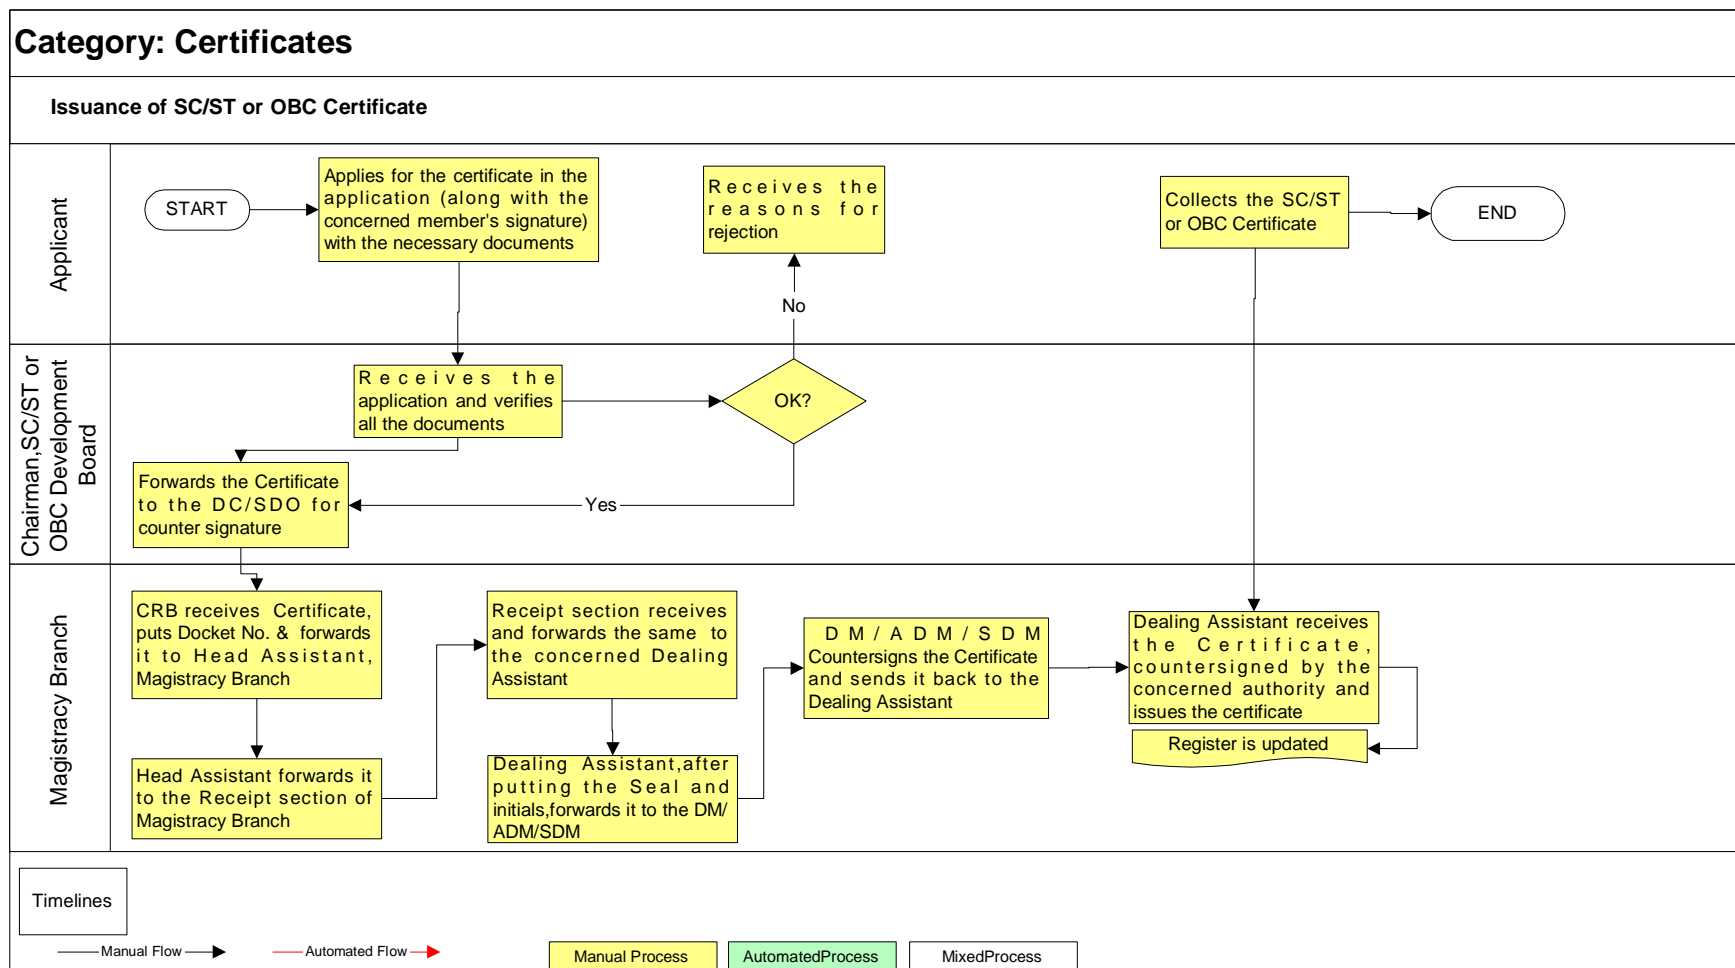 Category: Certificates
Issuance of SC/ST or OBC Certificate
Applicant
START
Applies for the certificate in the
application (along with the
concerned member's signature)
with the necessary documents
Receives the
reasons for
rejection
Collects the SC/ST
or OBC Certificate
END
No
Chairman,SC/ST or
OBC Development
Board
Receives the
application and verifies
all the documents
OK?
Forwards the Certificate
to the DC/SDO for
counter signature
Yes
Magistracy Branch
CRB receives Certificate,
puts Docket No. & forwards
it to Head Assistant,
Magistracy Branch
Receipt section receives
and forwards the same to
the concerned Dealing
Assistant
DM/ADM/SDM
Countersigns the Certificate
and sends it back to the
Dealing Assistant
Dealing Assistant receives
the Certificate,
countersigned by the
concerned authority and
issues the certificate
Register is updated
Head Assistant forwards it
to the Receipt section of
Magistracy Branch
Dealing Assistant,after
putting the Seal and
initials,forwards it to the DM/
ADM/SDM
Timelines
Manual Flow
Automated Flow
Manual Process
AutomatedProcess
MixedProcess